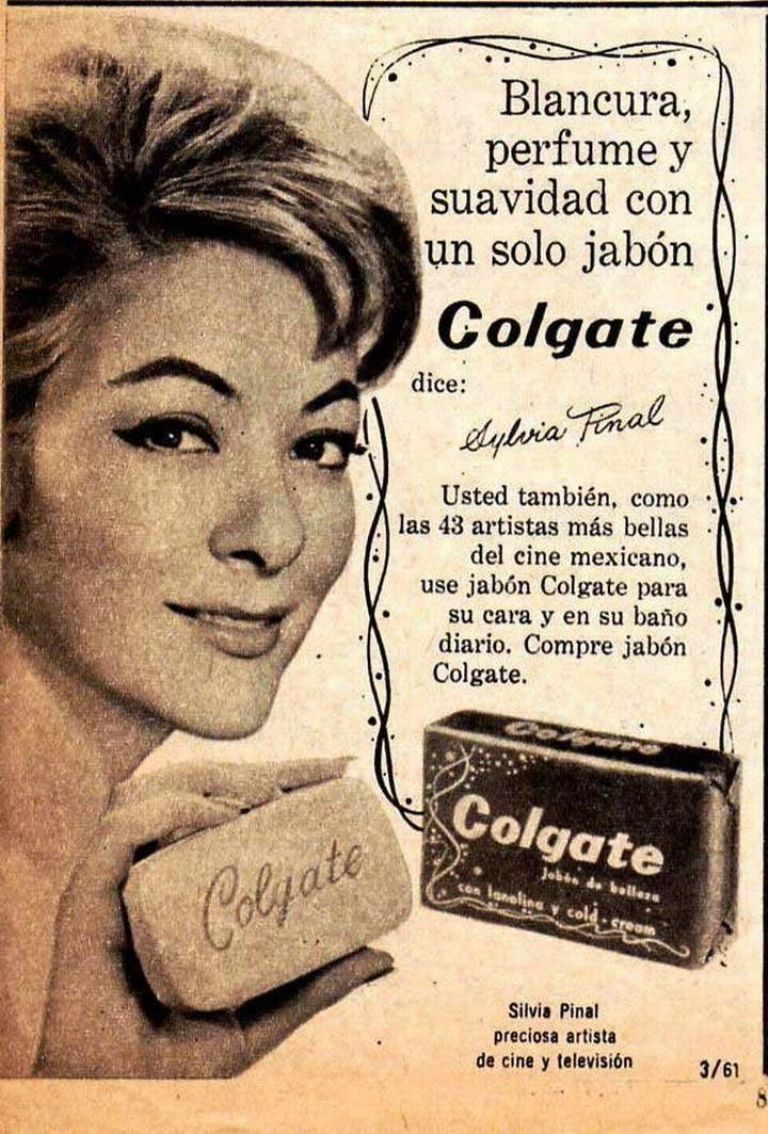 Blancura,
perfume y
suavidad con
un solo jabón
Colgate
dice:
Sylvia Pinal
Usted también, como
las 43 artistas más bellas
del cine mexicano,
use jabón Colgate para
su cara y en su baño
diario. Compre jabón
Colgate.
Colgate
Colgate
Jabón de belleza
con lanolina y cold-cream
Colgate
Silvia Pinal
preciosa artista
de cine y televisión
3/61
8